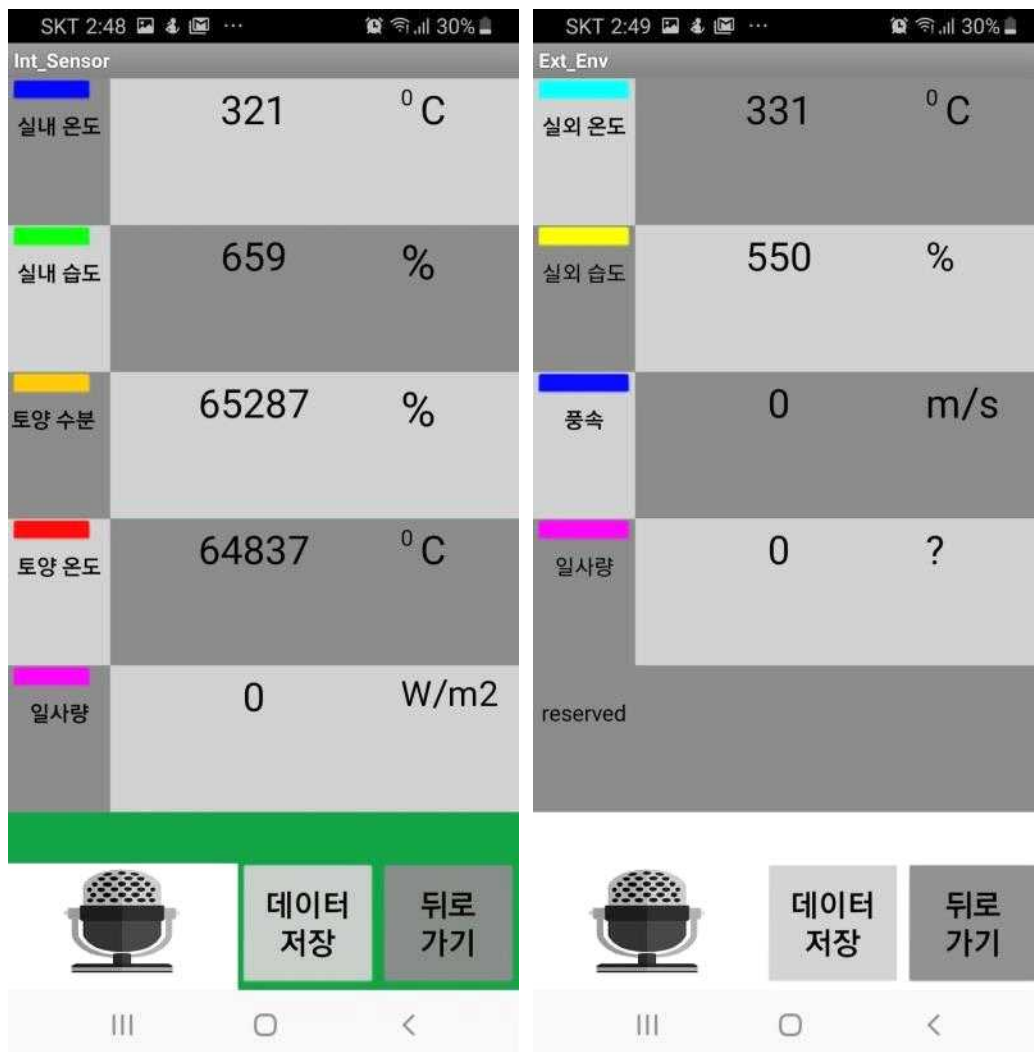 SKT 2:48 ··· 30%
Int_Sensor
실내 온도 321 ⁰C
실내 습도 659 %
토양 수분 65287 %
토양 온도 64837 ⁰C
일사량 0 W/m2
데이터
저장
뒤로
가기
SKT 2:49 ··· 30%
Ext_Env
실외 온도 331 ⁰C
실외 습도 550 %
풍속 0 m/s
일사량 0 ?
reserved
데이터
저장
뒤로
가기